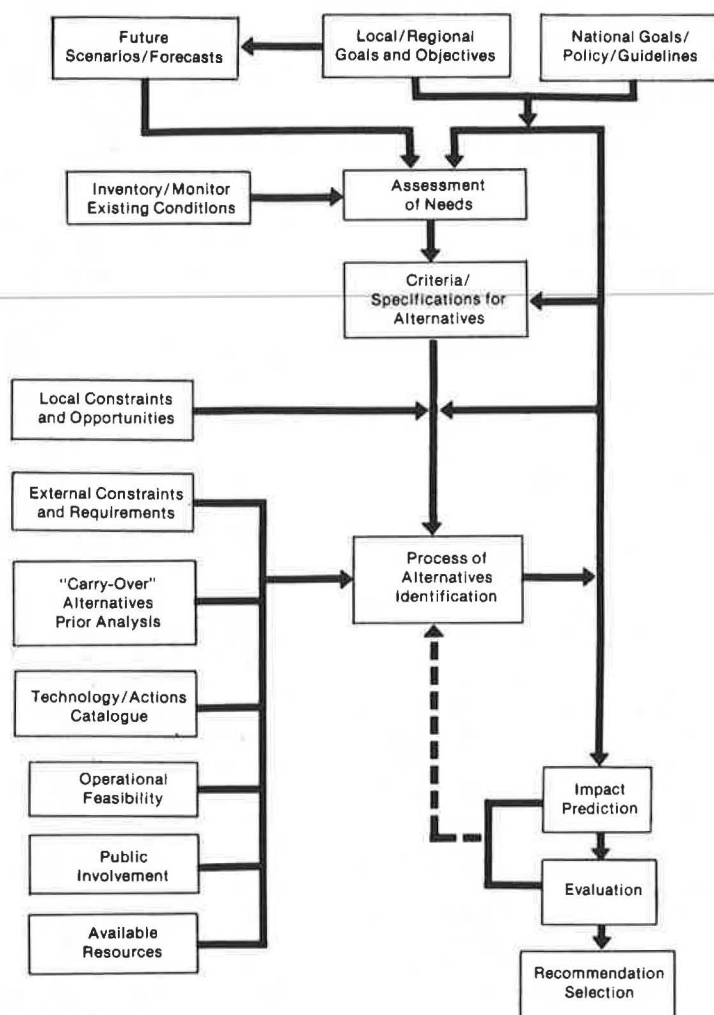 Future
Scenarios/Forecasts
Local/Regional
Goals and Objectives
National Goals/
Policy/Guidelines
Inventory/Monitor
Existing Conditions
Assessment
of Needs
Criteria/
Specifications for
Alternatives
Local Constraints
and Opportunities
External Constraints
and Requirements
Process of
Alternatives
Identification
"Carry-Over"
Alternatives
Prior Analysis
Technology/Actions
Catalogue
Operational
Feasibility
Impact
Prediction
Public
Involvement
Evaluation
Available
Resources
Recommendation
Selection